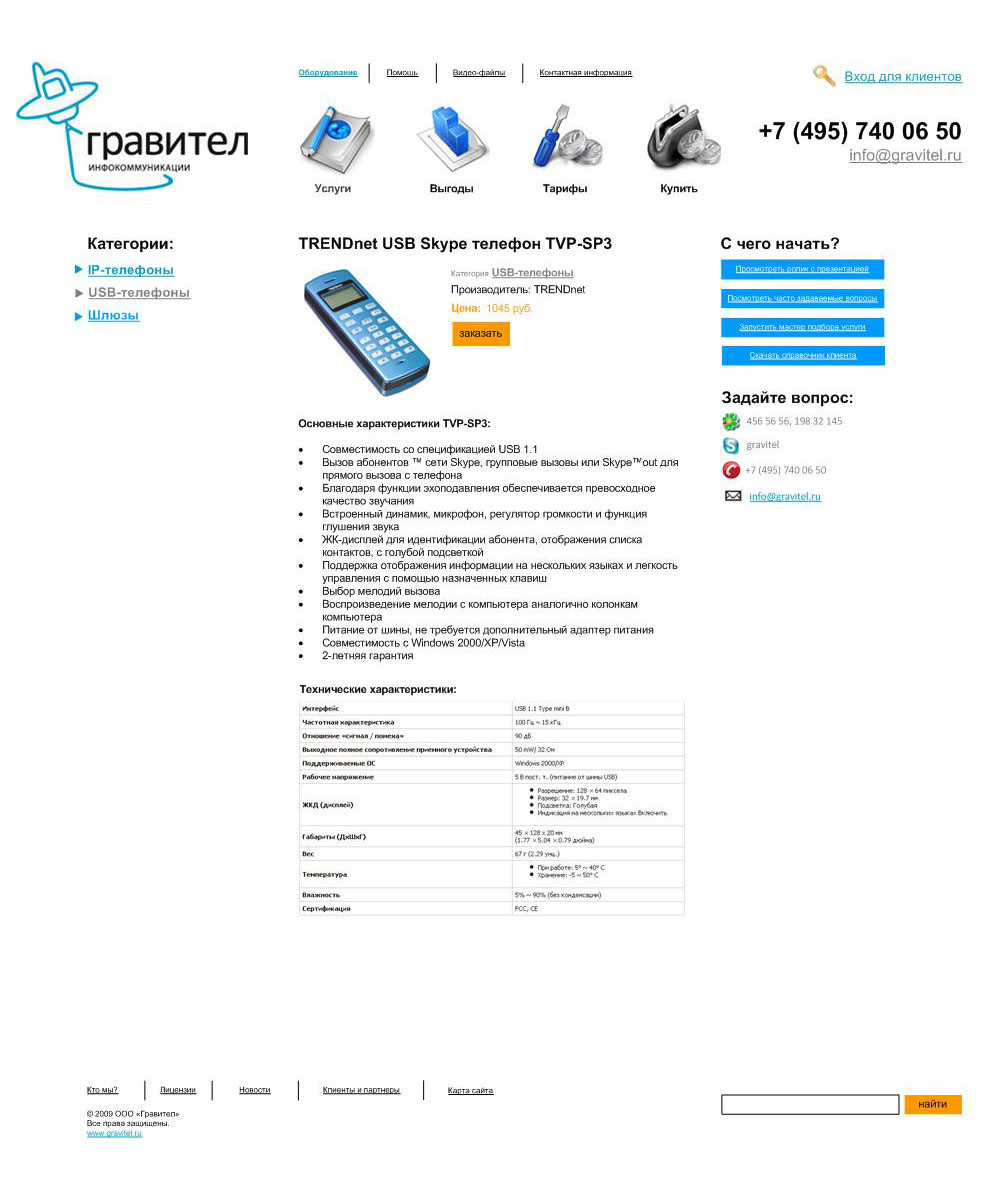 гравител
ИНФОКОММУНИКАЦИИ
Оборудование
Помошь
Видео-файлы
Контактная информация
Вход для клиентов
Услуги
Выгоды
Тарифы
Купить
+7 (495) 740 06 50
info@gravitel.ru
Категории:
IP-телефоны
USB-телефоны
Шлюзы
TRENDnet USB Skype телефон TVP-SP3
Категория USB-телефоны
Производитель: TRENDnet
Цена: 1045 руб.
заказать
Основные характеристики TVP-SP3:
• Совместимость со спецификацией USB 1.1
• Вызов абонентов ™ сети Skype, групповые вызовы или Skype™out для
прямого вызова с телефона
• Благодаря функции эхоподавления обеспечивается превосходное
качество звучания
• Встроенный динамик, микрофон, регулятор громкости и функция
глушения звука
• ЖК-дисплей для идентификации абонента, отображения списка
контактов, с голубой подсветкой
• Поддержка отображения информации на нескольких языках и легкость
управления с помощью назначенных клавиш
• Выбор мелодий вызова
• Воспроизведение мелодии с компьютера аналогично колонкам
компьютера
• Питание от шины, не требуется дополнительный адаптер питания
• Совместимость с Windows 2000/XP/Vista
• 2-летняя гарантия
Технические характеристики:
Интерфейс USB 1.1 Type mini B
Частотная характеристика 100 Гц ~ 15 кГц
Отношение «сигнал / помеха» 90 дБ
Выходное полное сопротивление приемного устройства 50 mW/ 32 Ом
Поддерживаемые ОС Windows 2000/XP
Рабочее напряжение 5 В пост. т. (питание от шины USB)
ЖКД (дисплей)
• Разрешение: 128 × 64 пиксела
• Размер: 32 × 19.7 мм
• Подсветка: Голубая
• Индикация на нескольких языках Включить
Габариты (ДхШхГ)
45 × 128 x 20 мм
(1.77 × 5.04 × 0.79 дюйма)
Вес 67 г (2.29 унц.)
Температура
• При работе: 5° ~ 40° C
• Хранение: -5 ~ 50° C
Влажность 5% ~ 90% (без конденсации)
Сертификация FCC, CE
С чего начать?
Просмотреть ролик с презентацией
Посмотреть часто задаваемые вопросы
Запустить мастер подбора услуги
Скачать справочник клиента
Задайте вопрос:
456 56 56, 198 32 145
gravitel
+7 (495) 740 06 50
info@gravitel.ru
Кто мы?
Лицензии
Новости
Клиенты и партнеры
Карта сайта
© 2009 ООО «Гравител»
Все права защищены.
www.gravitel.ru
найти